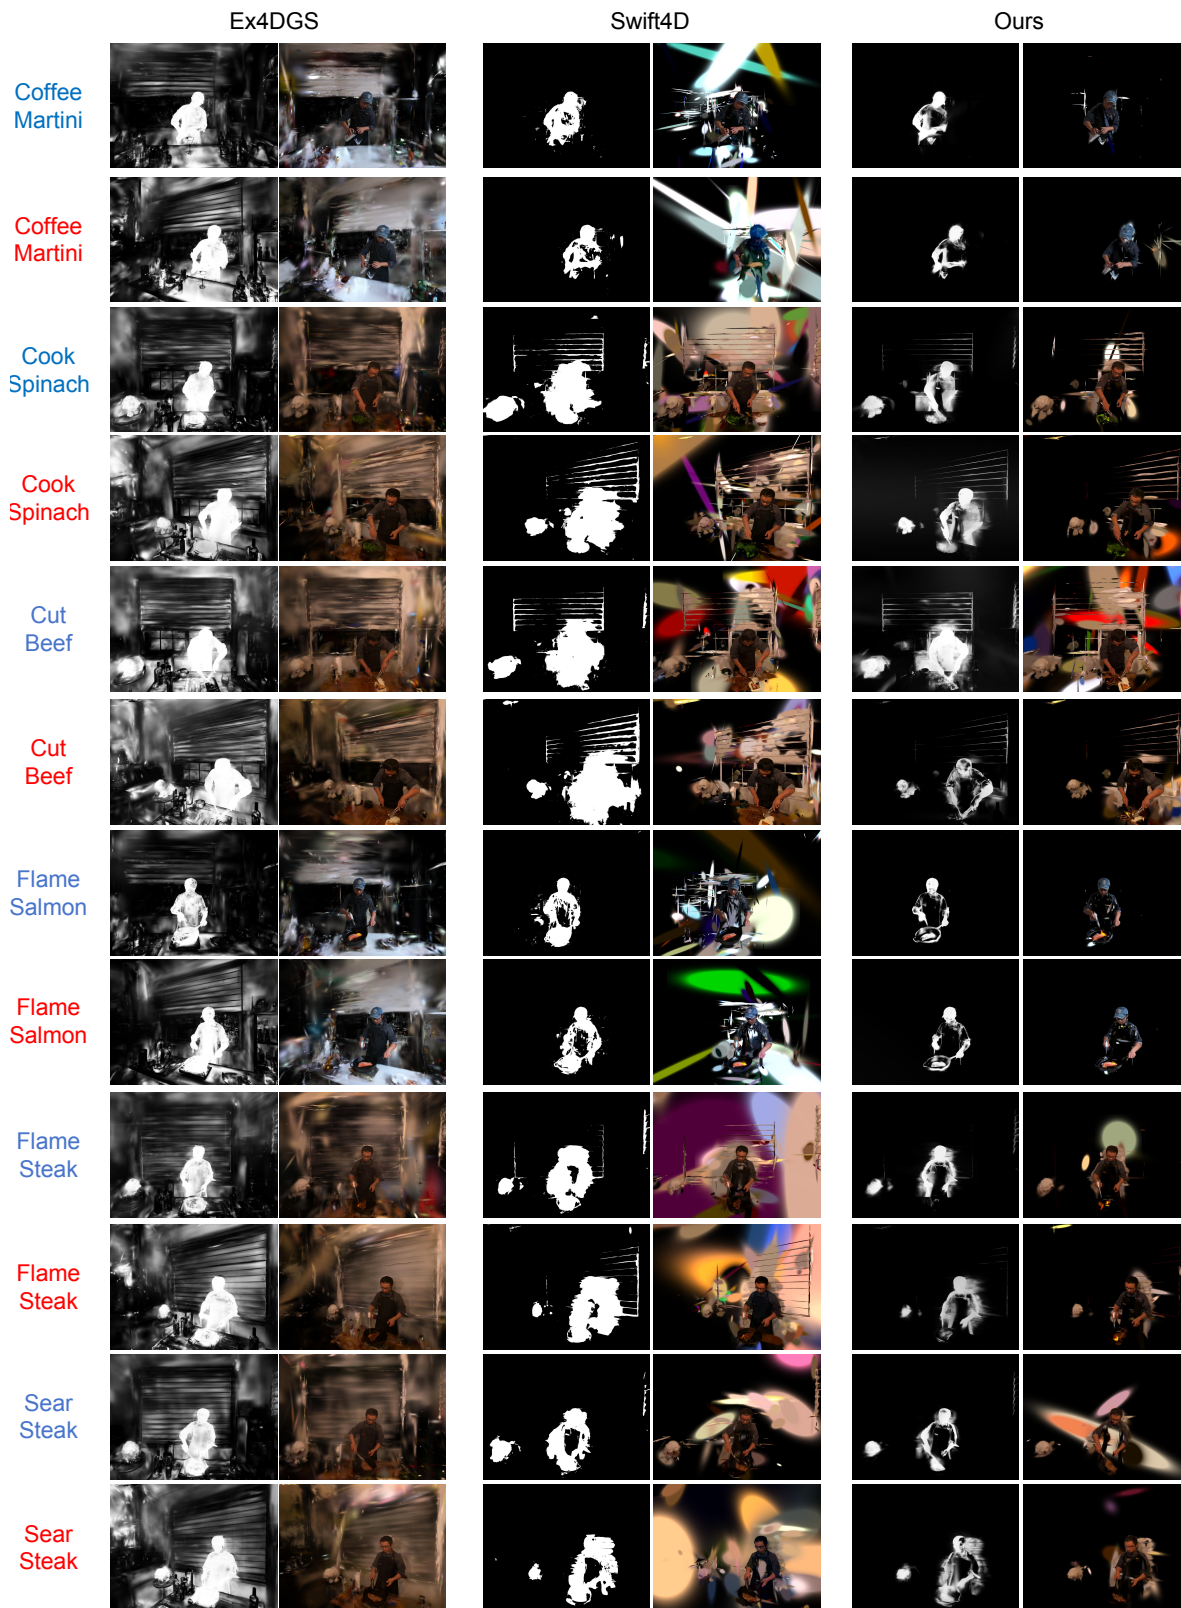 Ex4DGS Swift4D Ours
Coffee
Martini
Coffee
Martini
Cook
Spinach
Cook
Spinach
Cut
Beef
Cut
Beef
Flame
Salmon
Flame
Salmon
Flame
Steak
Flame
Steak
Sear
Steak
Sear
Steak